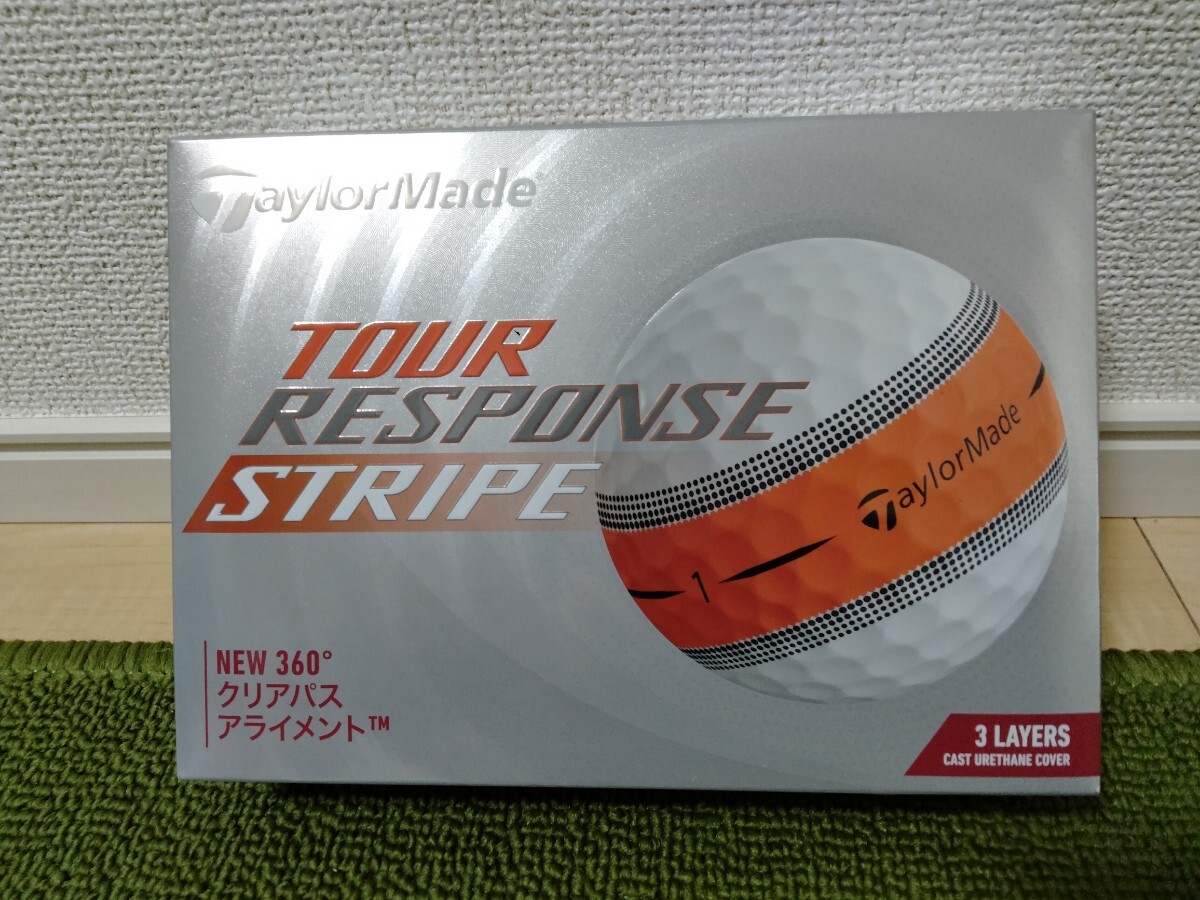 TaylorMade
TOUR
RESPONSE
STRIPE
TaylorMade
1
NEW 360°
クリアパス
アライメント™
3 LAYERS
CAST URETHANE COVER